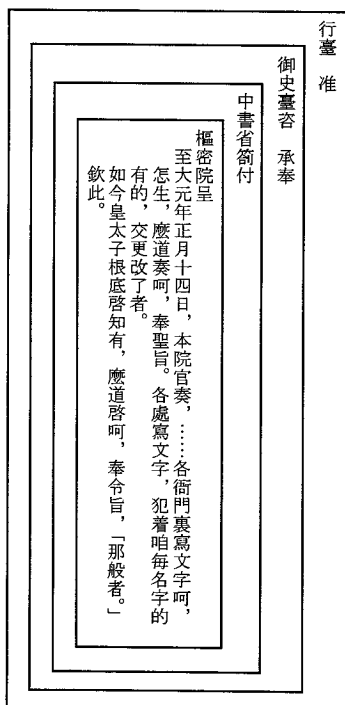 行臺　准
御史臺咨　承奉
中書省箚付
樞密院呈
至大元年正月十四日，本院官奏，……各衙門裏寫文字呵，
怎生，麼道奏呵，奉聖旨。各處寫文字，犯着咱每名字的
有的，交更改了者。
如今皇太子根底啓知有，麼道啓呵，奉令旨，「那般者。」
欽此。